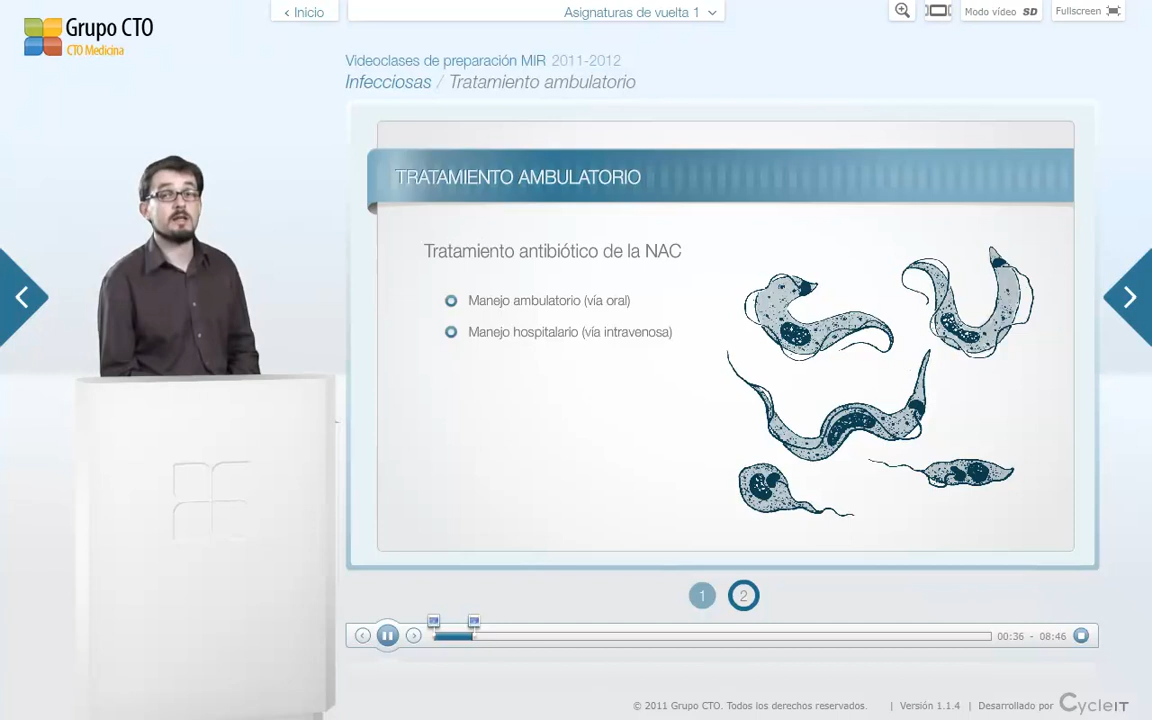 Grupo CTO
CTO Medicina
‹ Inicio
Asignaturas de vuelta 1
Modo vídeo SD
Fullscreen
Videoclases de preparación MIR 2011-2012
Infecciosas / Tratamiento ambulatorio
TRATAMIENTO AMBULATORIO
Tratamiento antibiótico de la NAC
Manejo ambulatorio (vía oral)
Manejo hospitalario (vía intravenosa)
1 2
00:36 - 08:46
© 2011 Grupo CTO. Todos los derechos reservados. | Versión 1.1.4 | Desarrollado por CycleIT